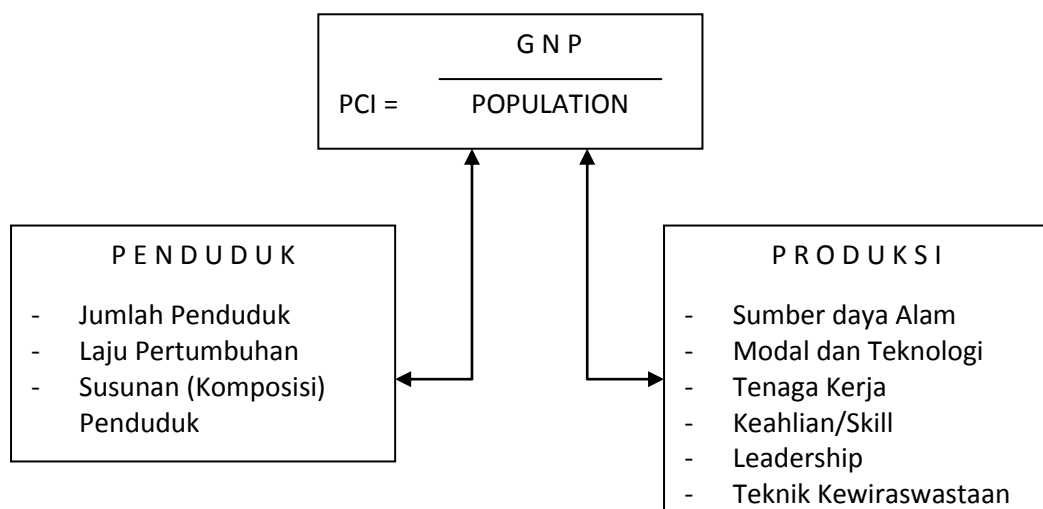 G N P
PCI =
POPULATION
P E N D U D U K
- Jumlah Penduduk
- Laju Pertumbuhan
- Susunan (Komposisi)
Penduduk
P R O D U K S I
- Sumber daya Alam
- Modal dan Teknologi
- Tenaga Kerja
- Keahlian/Skill
- Leadership
- Teknik Kewiraswastaan